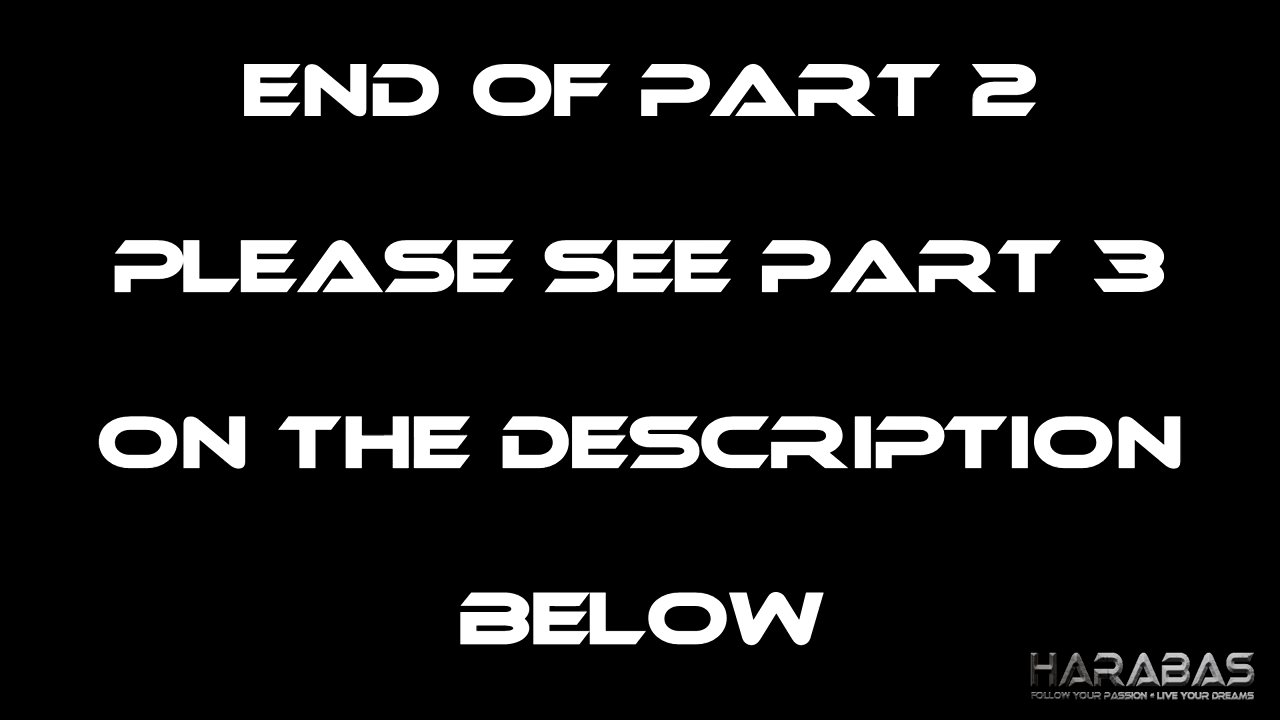 END OF PART 2
PLEASE SEE PART 3
ON THE DESCRIPTION
BELOW
HARABAS
FOLLOW YOUR PASSION • LIVE YOUR DREAMS